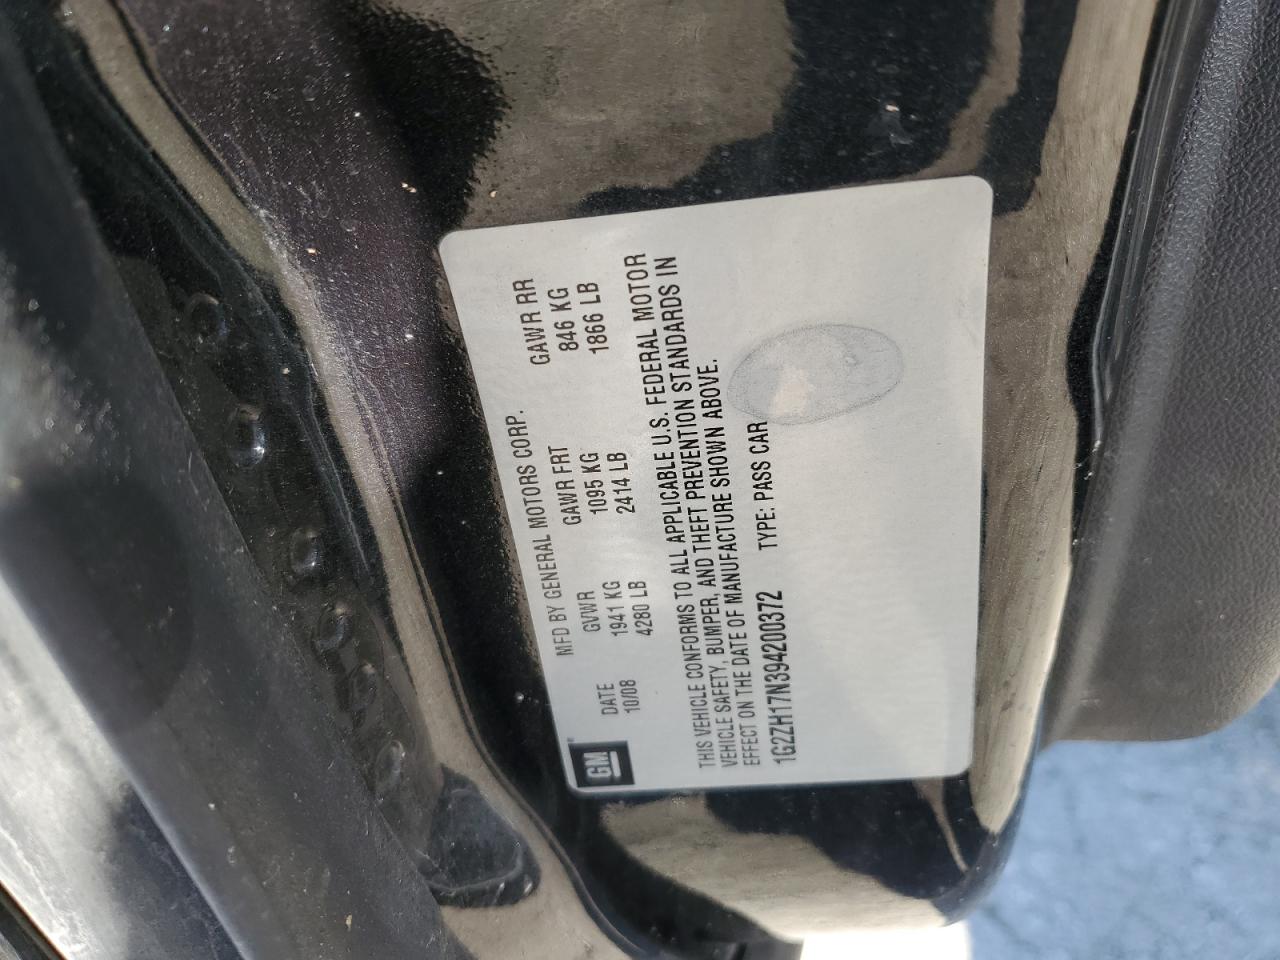 GM
MFD BY GENERAL MOTORS CORP.
DATE GVWR GAWR FRT GAWR RR
10/08 1941 KG 1095 KG 846 KG
4280 LB 2414 LB 1866 LB
THIS VEHICLE CONFORMS TO ALL APPLICABLE U.S. FEDERAL MOTOR
VEHICLE SAFETY, BUMPER, AND THEFT PREVENTION STANDARDS IN
EFFECT ON THE DATE OF MANUFACTURE SHOWN ABOVE.
1G2ZH17N394200372 TYPE: PASS CAR